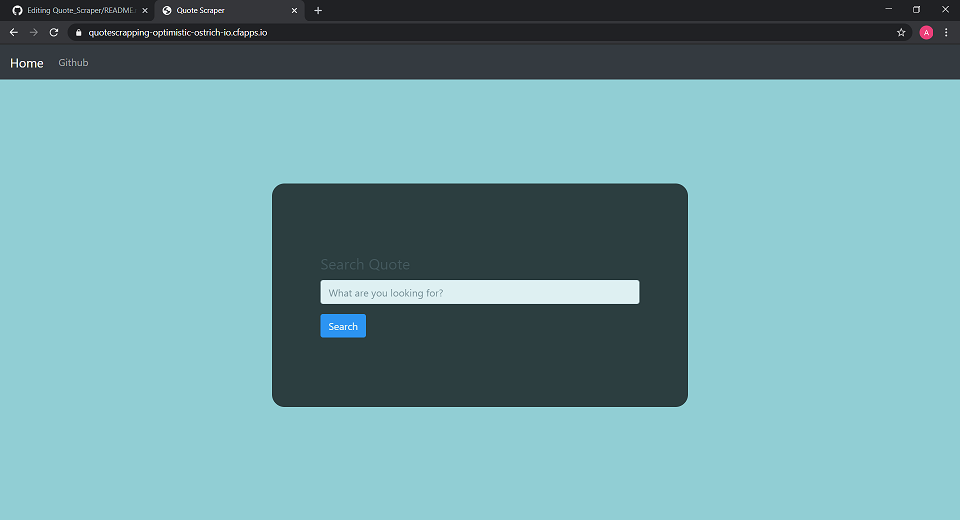 Editing Quote_Scraper/README.
Quote Scraper
quotescrapping-optimistic-ostrich-io.cfapps.io
A
Home Github
Search Quote
What are you looking for?
Search